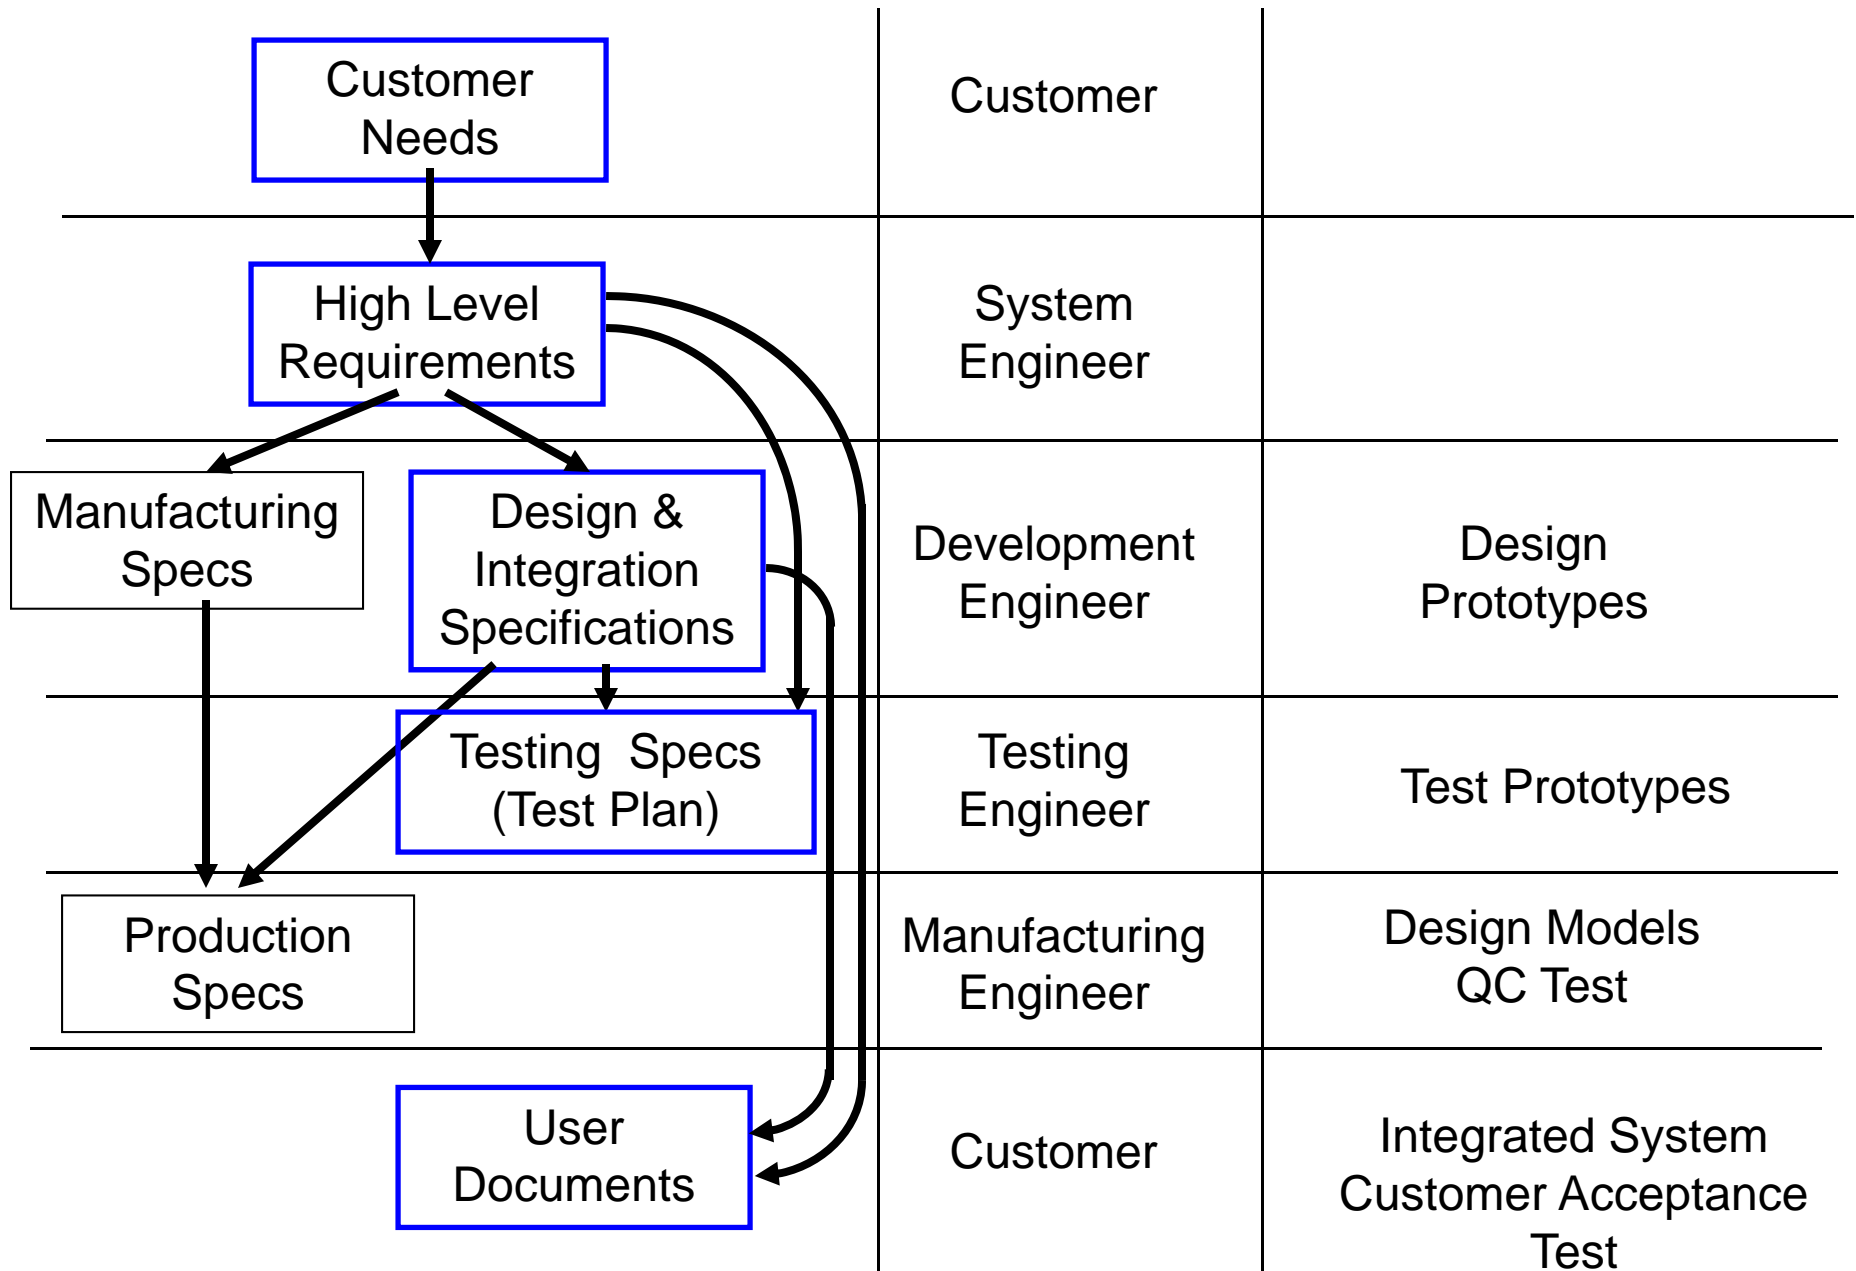 Customer
Needs
Customer
High Level
Requirements
System
Engineer
Manufacturing
Specs
Design &
Integration
Specifications
Development
Engineer
Design
Prototypes
Testing  Specs
(Test Plan)
Testing
Engineer
Test Prototypes
Production
Specs
Manufacturing
Engineer
Design Models
QC Test
User
Documents
Customer
Integrated System
Customer Acceptance
Test